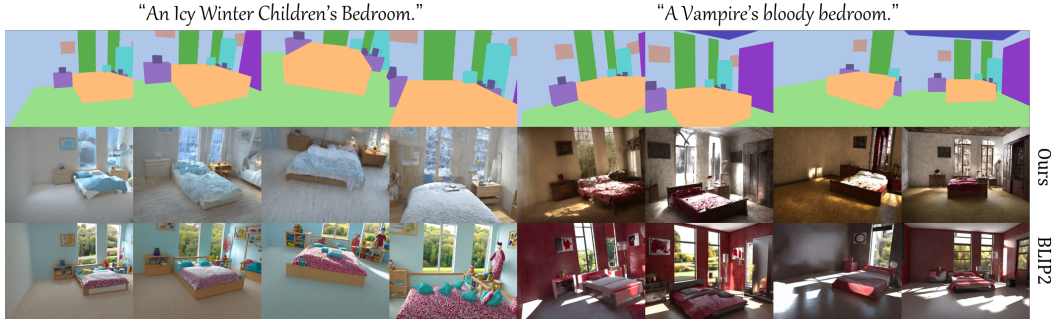 “An Icy Winter Children’s Bedroom.”
“A Vampire’s bloody bedroom.”
Ours
BLIP2